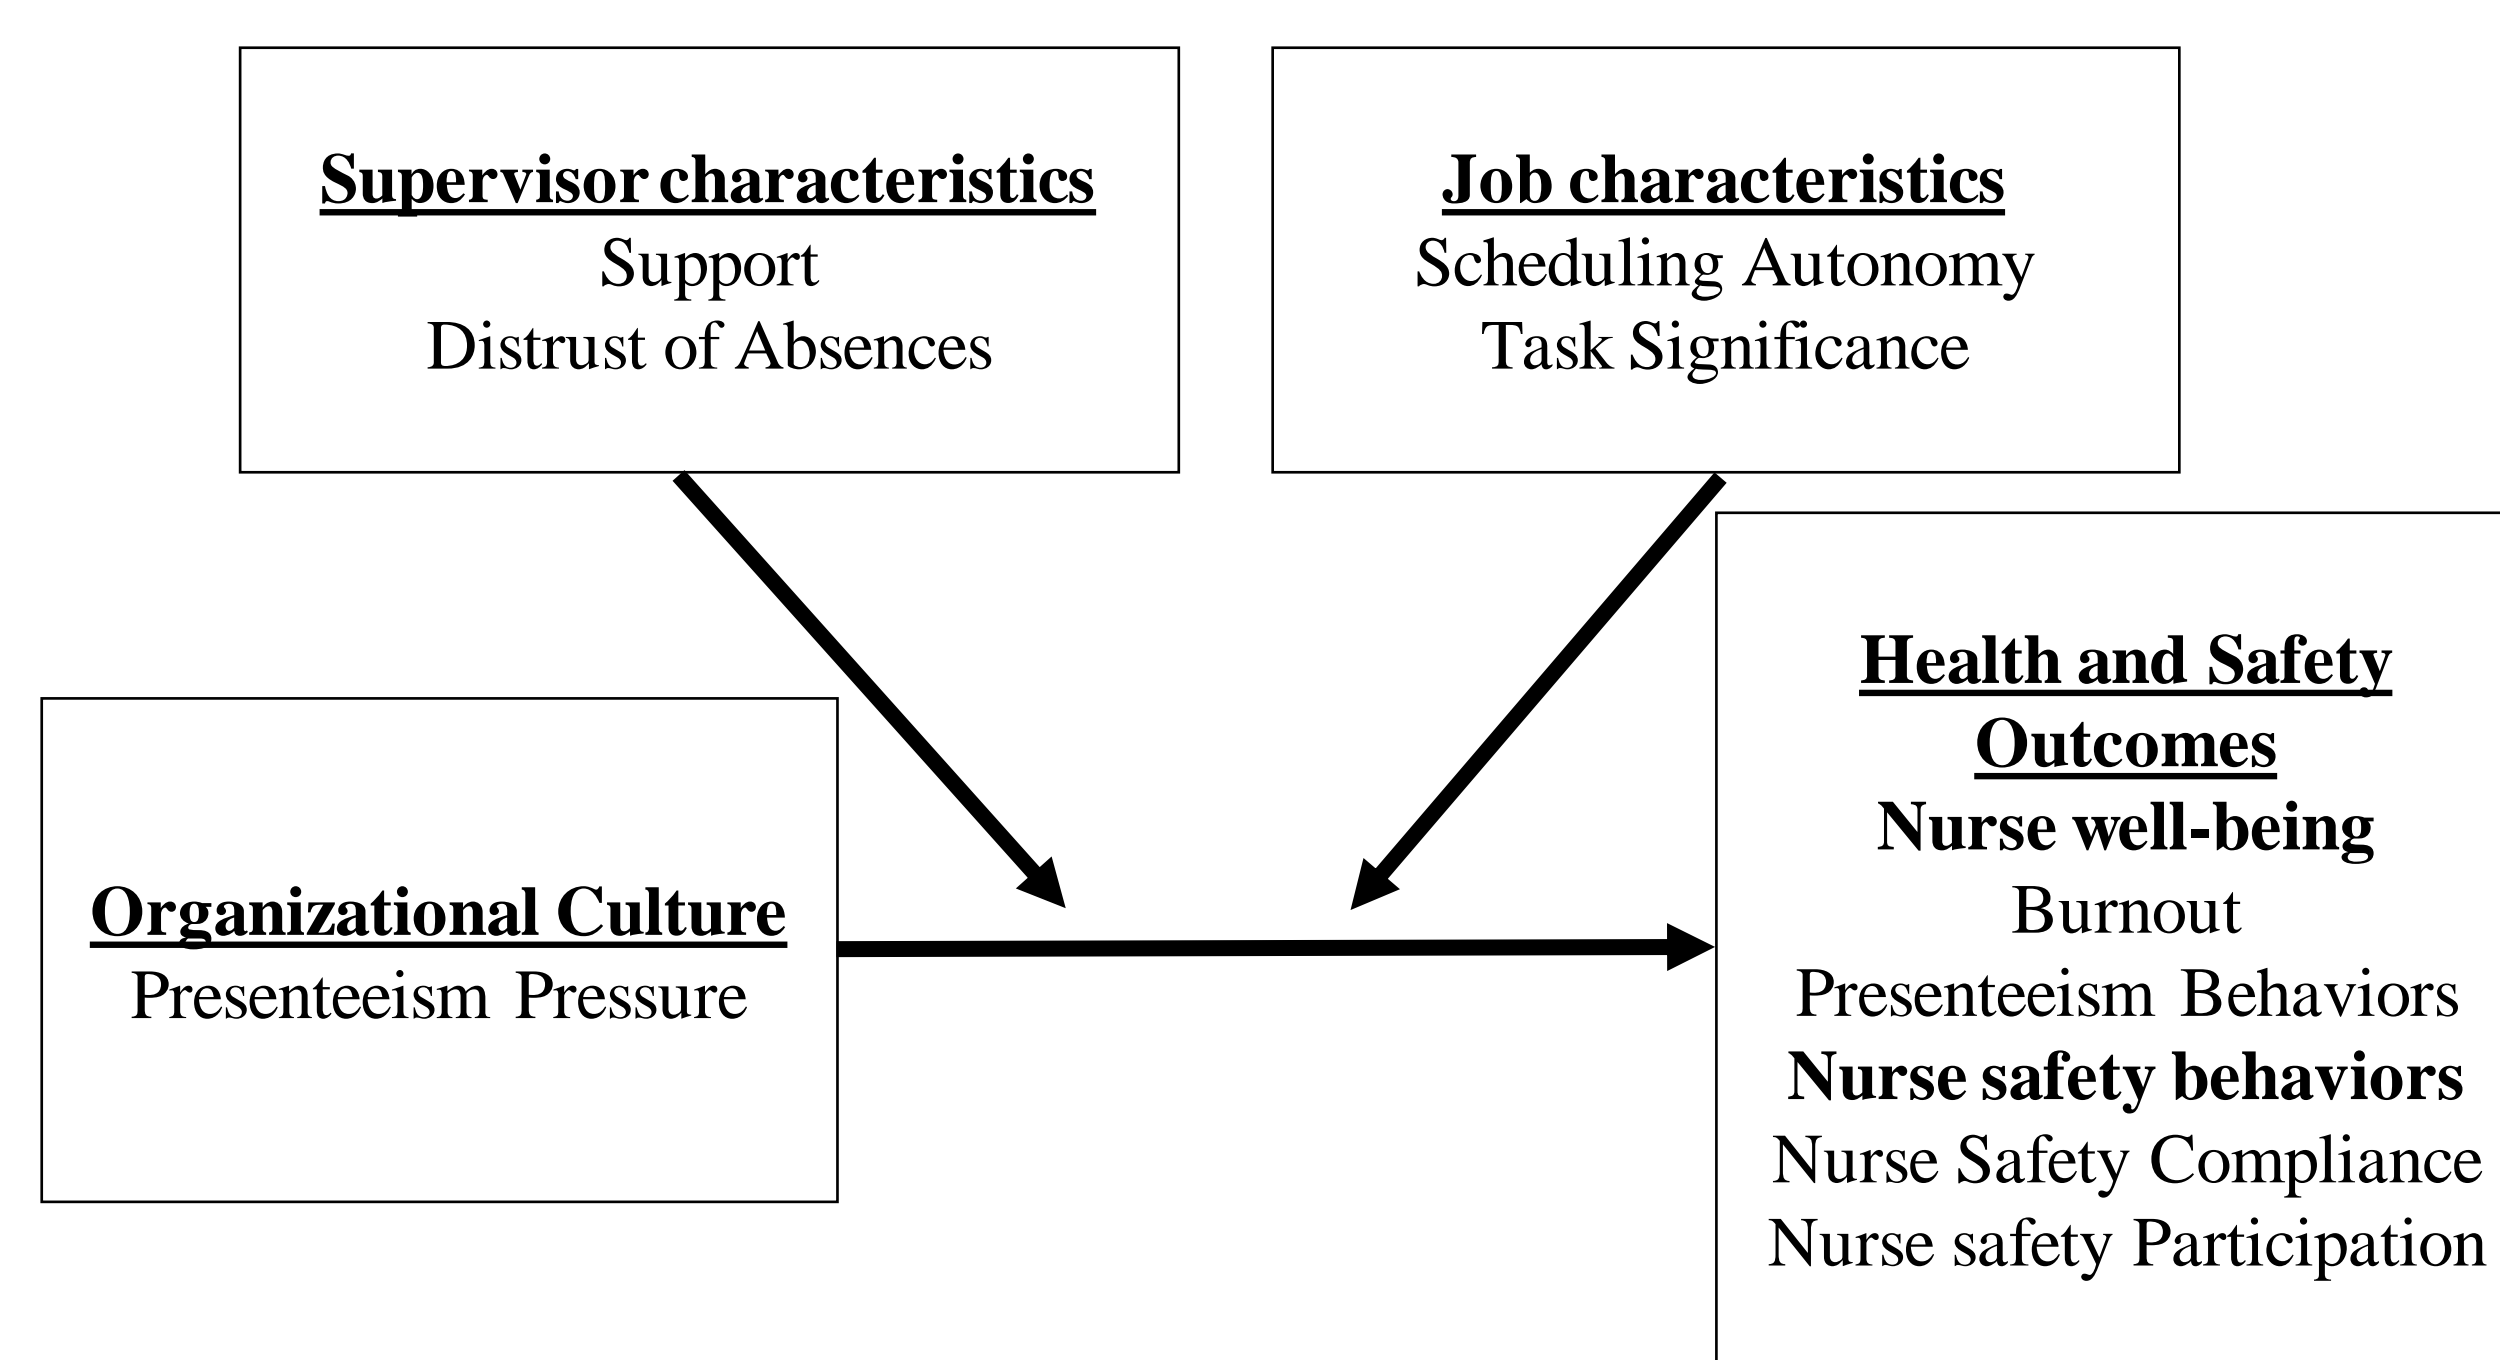 Supervisor characteristics
Support
Distrust of Absences
Job characteristics
Scheduling Autonomy
Task Significance
Organizational Culture
Presenteeism Pressure
Health and Safety
Outcomes
Nurse well-being
Burnout
Presenteeism Behaviors
Nurse safety behaviors
Nurse Safety Compliance
Nurse safety Participation